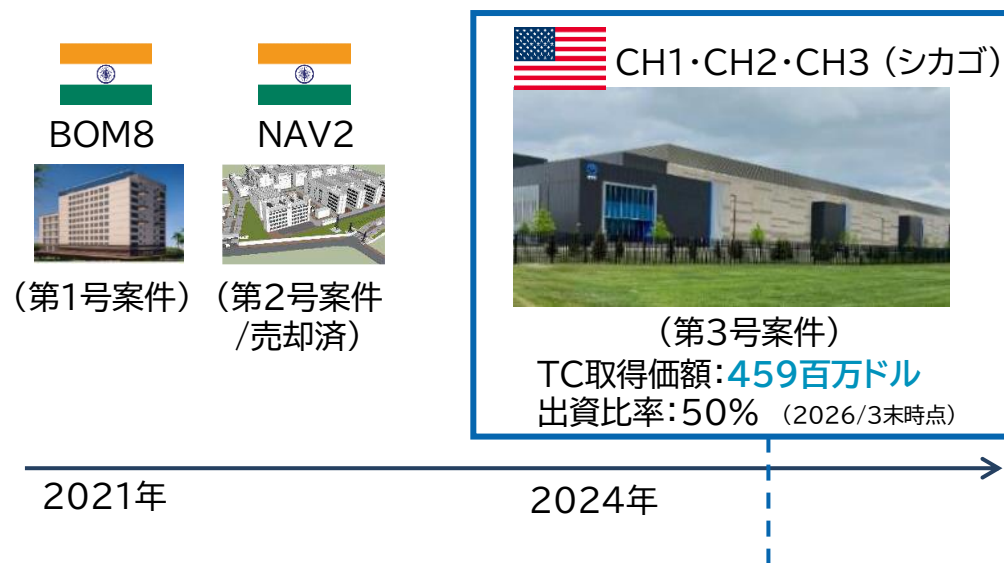 BOM8
(第1号案件)
NAV2
(第2号案件
/売却済)
CH1・CH2・CH3 (シカゴ)
(第3号案件)
TC取得価額:459百万ドル
出資比率:50% (2026/3末時点)
2021年
2024年